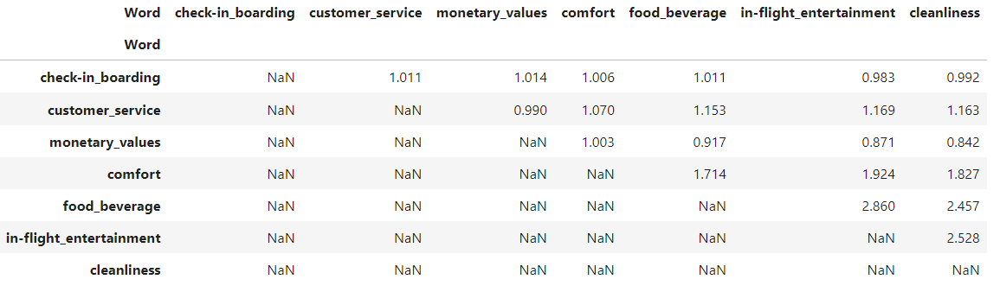 Word check-in_boarding customer_service monetary_values comfort food_beverage in-flight_entertainment cleanliness
Word
check-in_boarding NaN 1.011 1.014 1.006 1.011 0.983 0.992
customer_service NaN NaN 0.990 1.070 1.153 1.169 1.163
monetary_values NaN NaN NaN 1.003 0.917 0.871 0.842
comfort NaN NaN NaN NaN 1.714 1.924 1.827
food_beverage NaN NaN NaN NaN NaN 2.860 2.457
in-flight_entertainment NaN NaN NaN NaN NaN NaN 2.528
cleanliness NaN NaN NaN NaN NaN NaN NaN